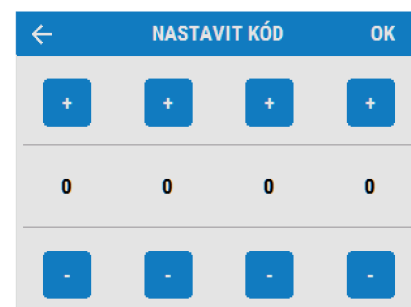 ← NASTAVIT KÓD OK
+ + + +
0 0 0 0
- - - -